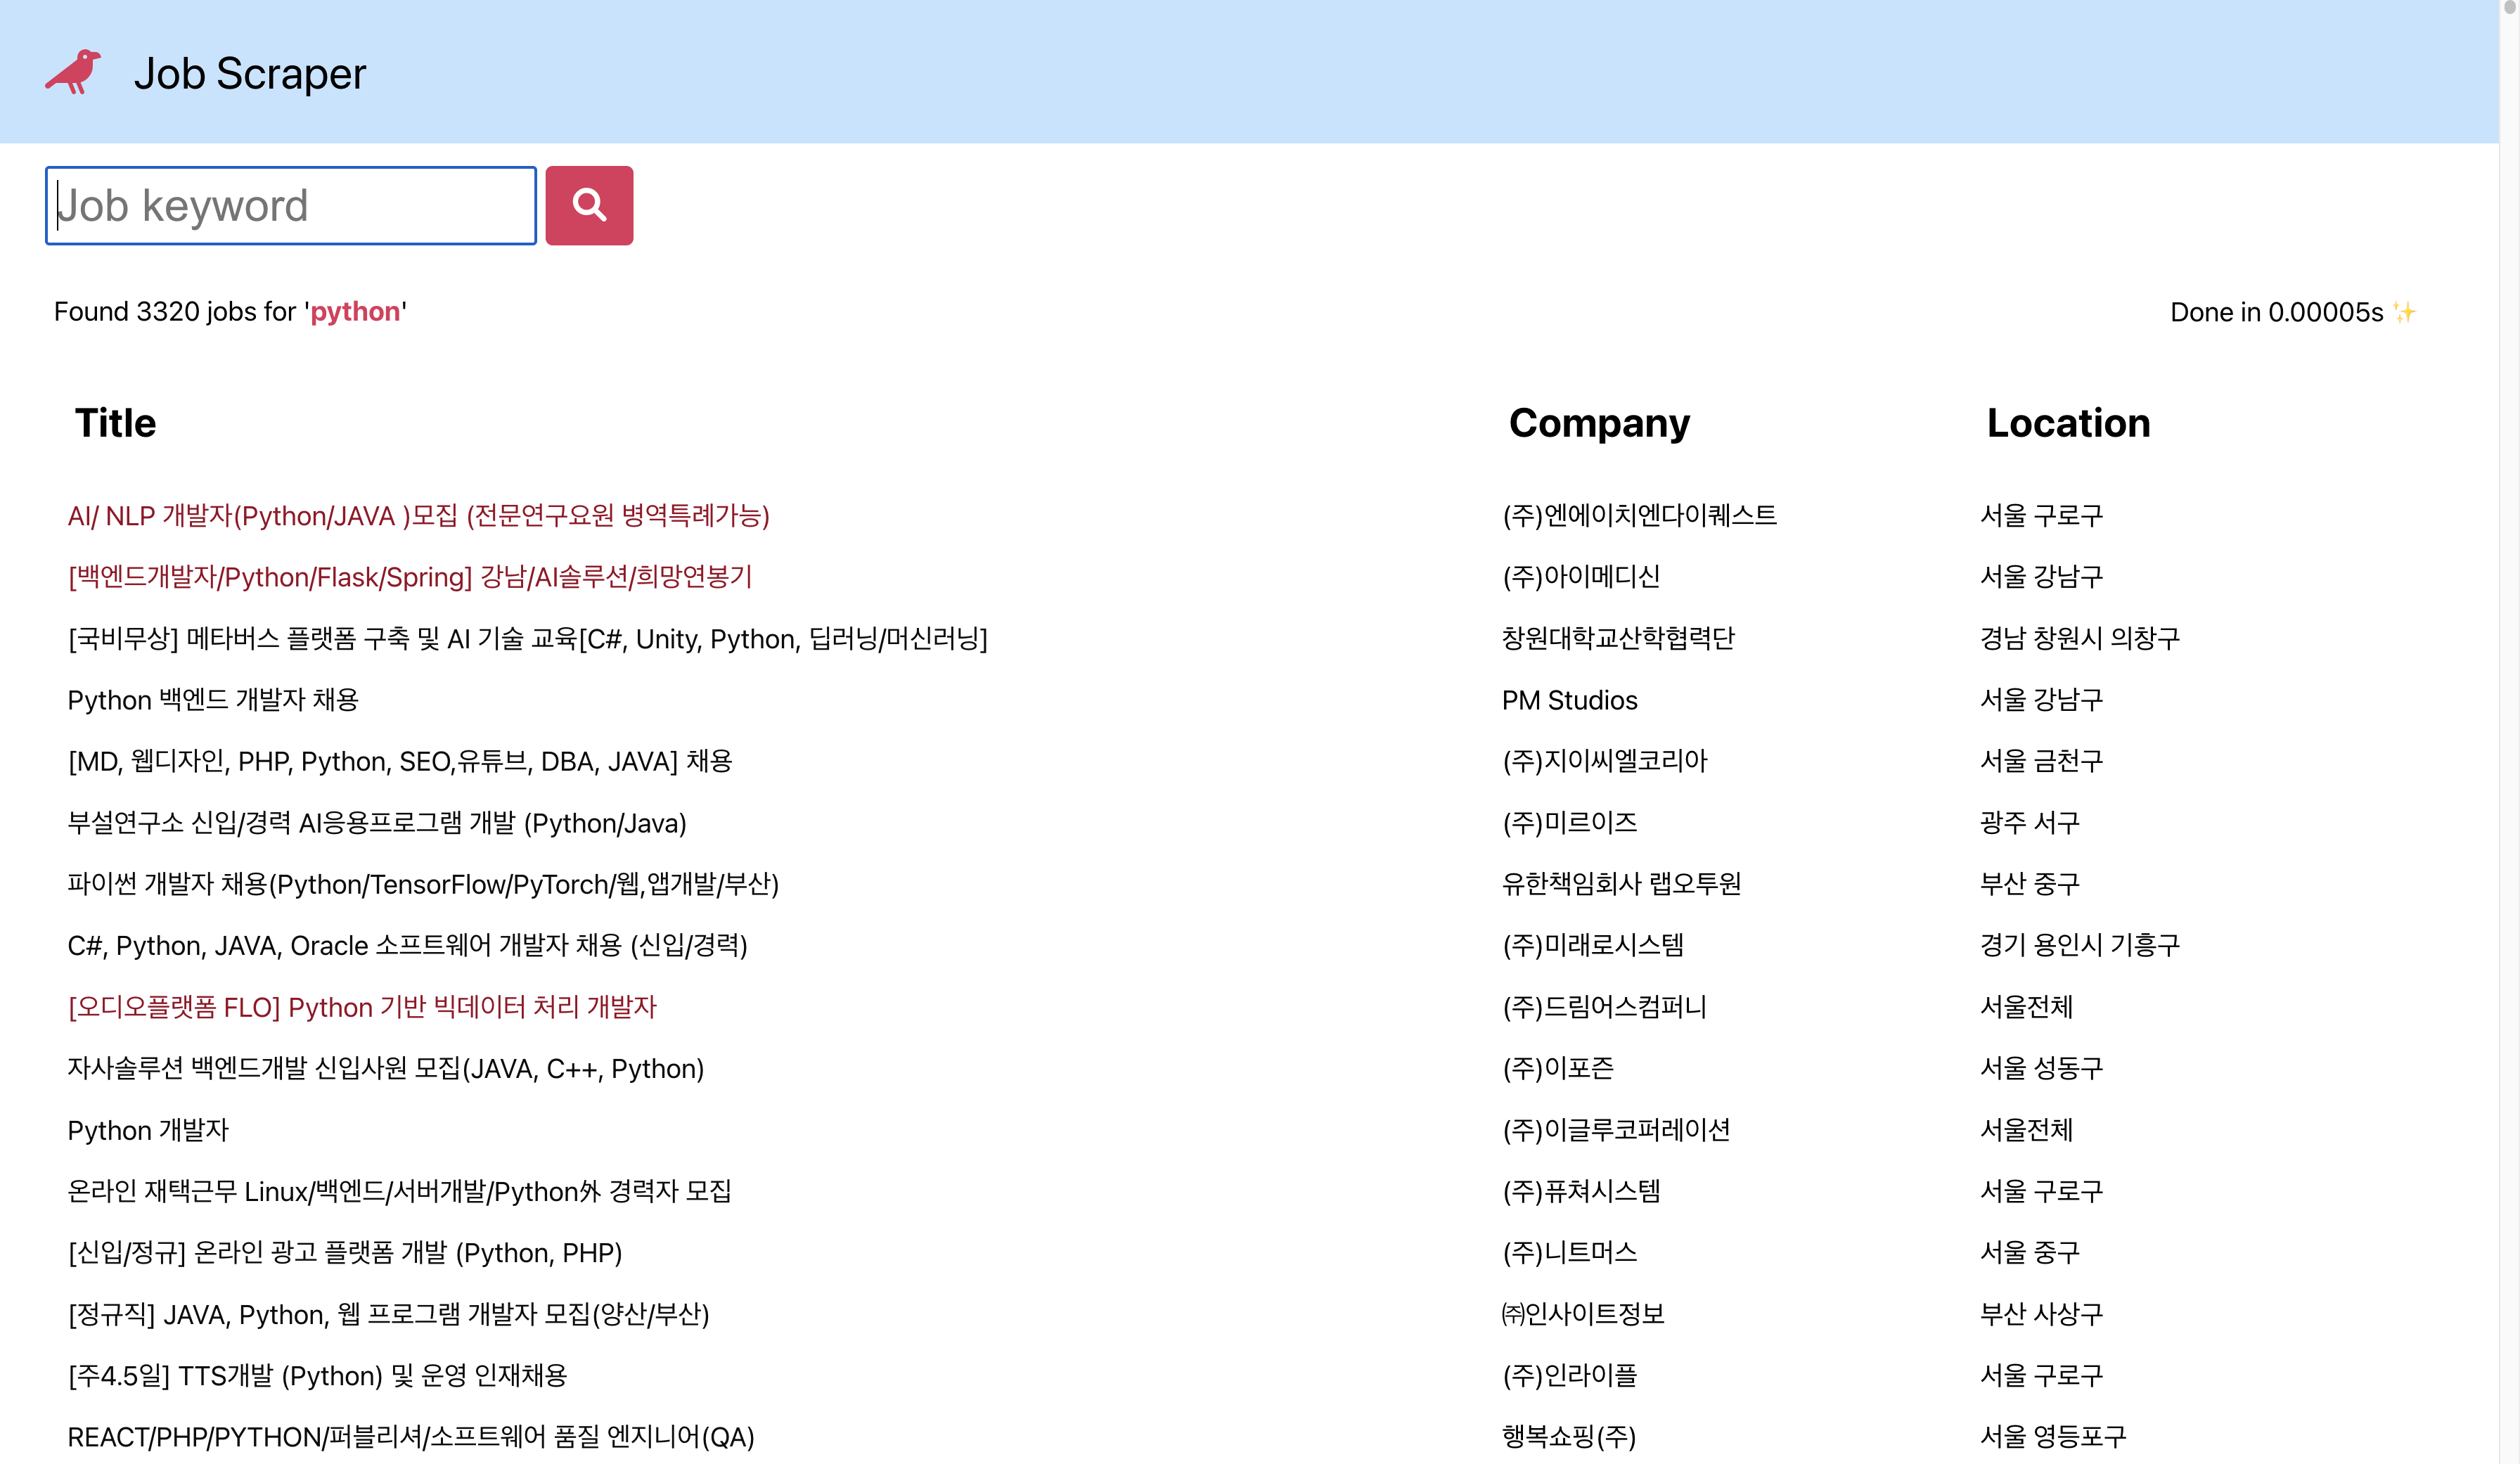 Job Scraper
Job keyword
Found 3320 jobs for 'python' Done in 0.00005s ✨
Title Company Location
AI/ NLP 개발자(Python/JAVA )모집 (전문연구요원 병역특례가능) (주)엔에이치엔다이퀘스트 서울 구로구
[백엔드개발자/Python/Flask/Spring] 강남/AI솔루션/희망연봉기 (주)아이메디신 서울 강남구
[국비무상] 메타버스 플랫폼 구축 및 AI 기술 교육[C#, Unity, Python, 딥러닝/머신러닝] 창원대학교산학협력단 경남 창원시 의창구
Python 백엔드 개발자 채용 PM Studios 서울 강남구
[MD, 웹디자인, PHP, Python, SEO,유튜브, DBA, JAVA] 채용 (주)지이씨엘코리아 서울 금천구
부설연구소 신입/경력 AI응용프로그램 개발 (Python/Java) (주)미르이즈 광주 서구
파이썬 개발자 채용(Python/TensorFlow/PyTorch/웹,앱개발/부산) 유한책임회사 랩오투원 부산 중구
C#, Python, JAVA, Oracle 소프트웨어 개발자 채용 (신입/경력) (주)미래로시스템 경기 용인시 기흥구
[오디오플랫폼 FLO] Python 기반 빅데이터 처리 개발자 (주)드림어스컴퍼니 서울전체
자사솔루션 백엔드개발 신입사원 모집(JAVA, C++, Python) (주)이포즌 서울 성동구
Python 개발자 (주)이글루코퍼레이션 서울전체
온라인 재택근무 Linux/백엔드/서버개발/Python外 경력자 모집 (주)퓨쳐시스템 서울 구로구
[신입/정규] 온라인 광고 플랫폼 개발 (Python, PHP) (주)니트머스 서울 중구
[정규직] JAVA, Python, 웹 프로그램 개발자 모집(양산/부산) ㈜인사이트정보 부산 사상구
[주4.5일] TTS개발 (Python) 및 운영 인재채용 (주)인라이플 서울 구로구
REACT/PHP/PYTHON/퍼블리셔/소프트웨어 품질 엔지니어(QA) 행복쇼핑(주) 서울 영등포구